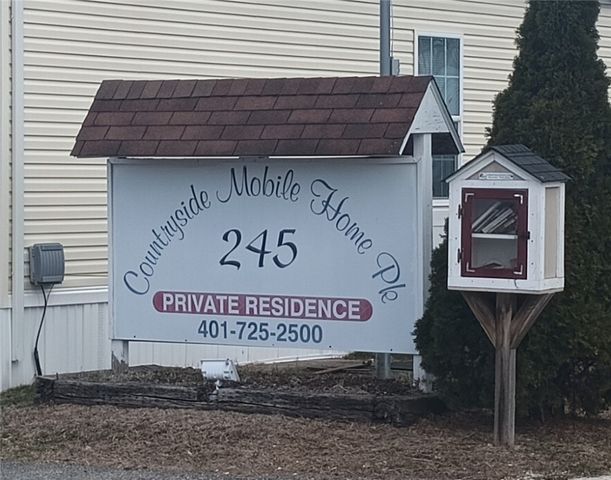 Countryside Mobile Home Plc
245
PRIVATE RESIDENCE
401-725-2500